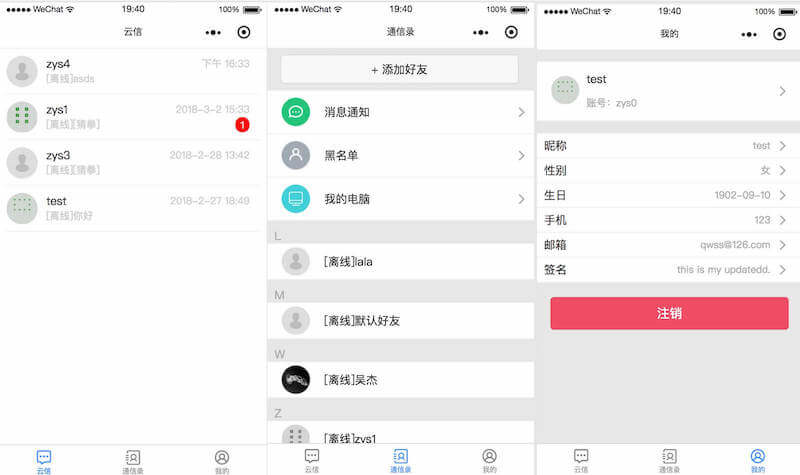 WeChat 19:40 100%
云信
zys4 下午 16:33
[离线]asds
zys1 2018-3-2 15:33
[离线][猜拳] 1
zys3 2018-2-28 13:42
[离线][猜拳]
test 2018-2-27 18:49
[离线]你好
云信 通信录 我的
WeChat 19:40 100%
通信录
+ 添加好友
消息通知
黑名单
我的电脑
L
[离线]lala
M
[离线]默认好友
W
[离线]吴杰
Z
[离线]zys1
云信 通信录 我的
WeChat 19:40 100%
我的
test
账号：zys0
昵称 test
性别 女
生日 1902-09-10
手机 123
邮箱 qwss@126.com
签名 this is my updatedd.
注销
云信 通信录 我的